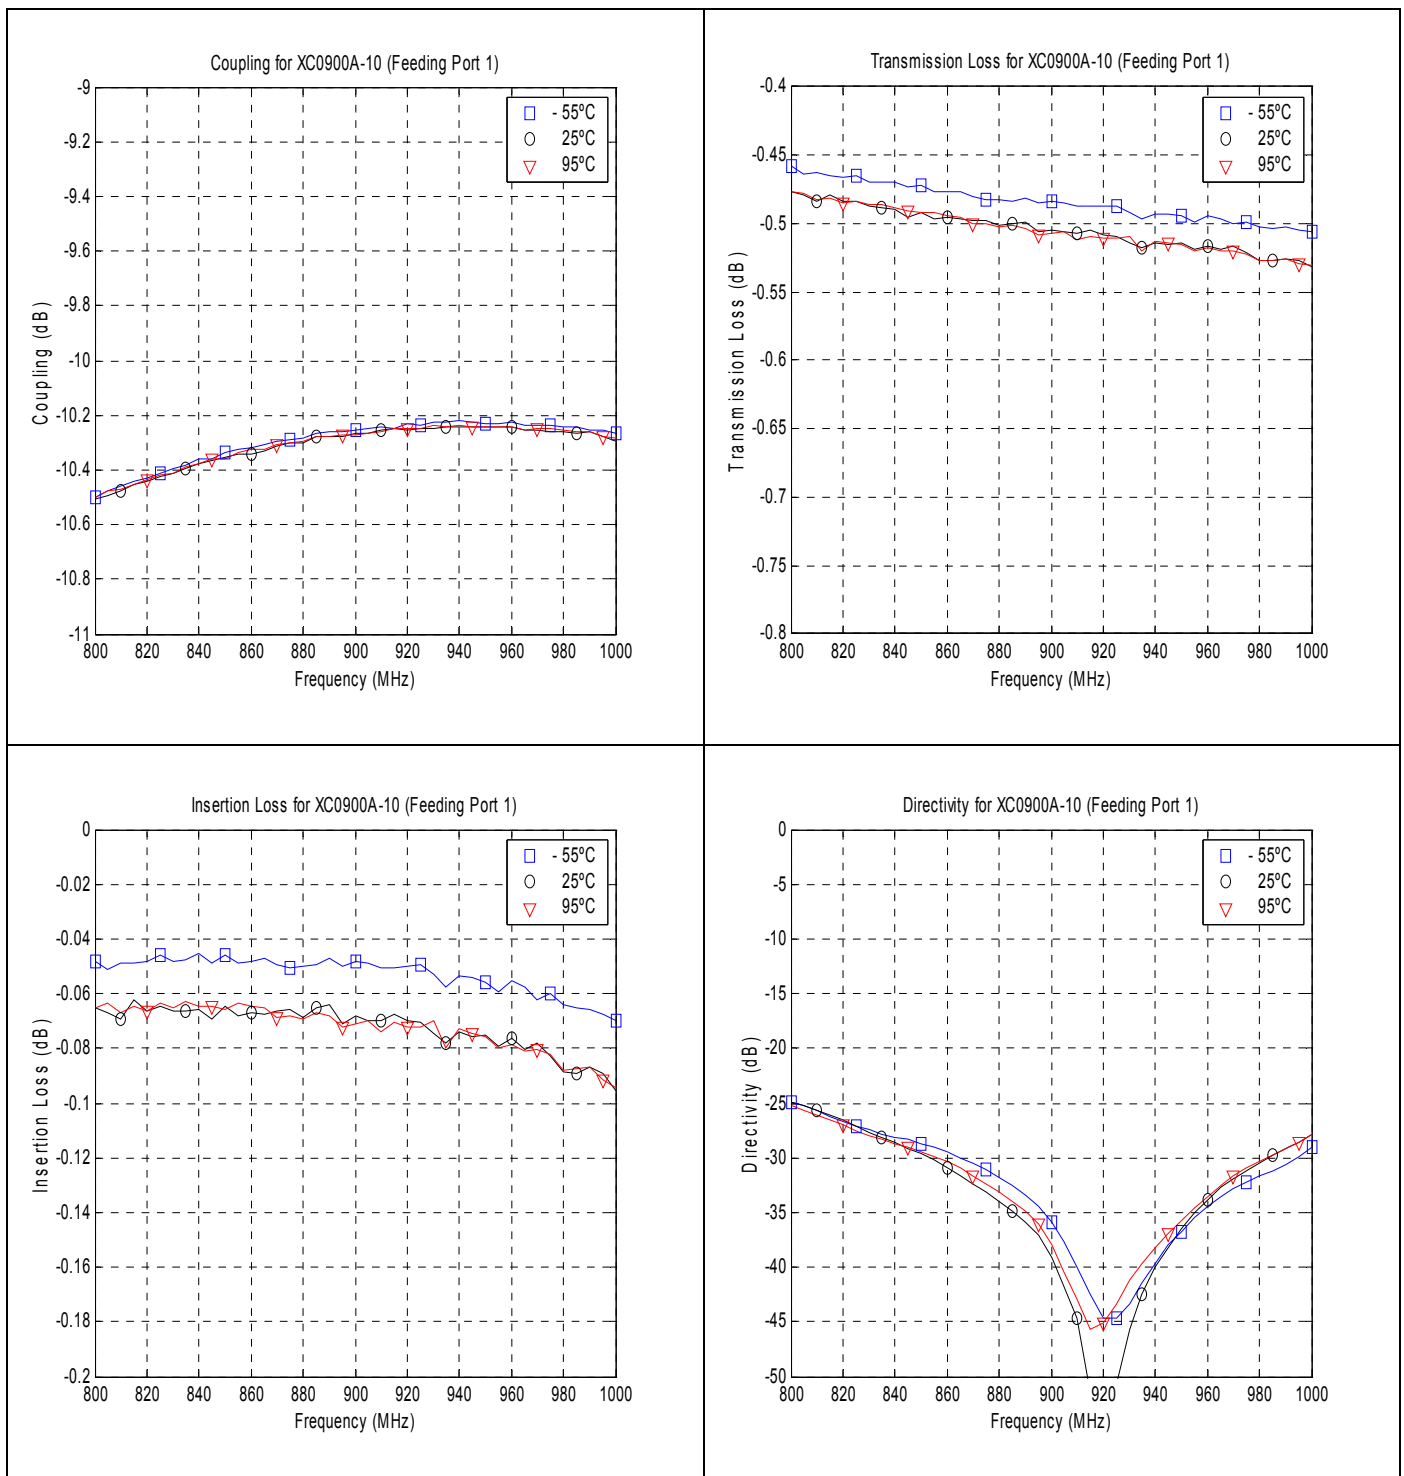 Coupling for XC0900A-10 (Feeding Port 1)
-9
-9.2
-9.4
-9.6
-9.8
-10
-10.2
-10.4
-10.6
-10.8
-11
Coupling (dB)
- 55ºC
25ºC
95ºC
800 820 840 860 880 900 920 940 960 980 1000
Frequency (MHz)
Transmission Loss for XC0900A-10 (Feeding Port 1)
-0.4
-0.45
-0.5
-0.55
-0.6
-0.65
-0.7
-0.75
-0.8
Transmission Loss (dB)
- 55ºC
25ºC
95ºC
800 820 840 860 880 900 920 940 960 980 1000
Frequency (MHz)
Insertion Loss for XC0900A-10 (Feeding Port 1)
0
-0.02
-0.04
-0.06
-0.08
-0.1
-0.12
-0.14
-0.16
-0.18
-0.2
Insertion Loss (dB)
- 55ºC
25ºC
95ºC
800 820 840 860 880 900 920 940 960 980 1000
Frequency (MHz)
Directivity for XC0900A-10 (Feeding Port 1)
0
-5
-10
-15
-20
-25
-30
-35
-40
-45
-50
Directivity (dB)
- 55ºC
25ºC
95ºC
800 820 840 860 880 900 920 940 960 980 1000
Frequency (MHz)